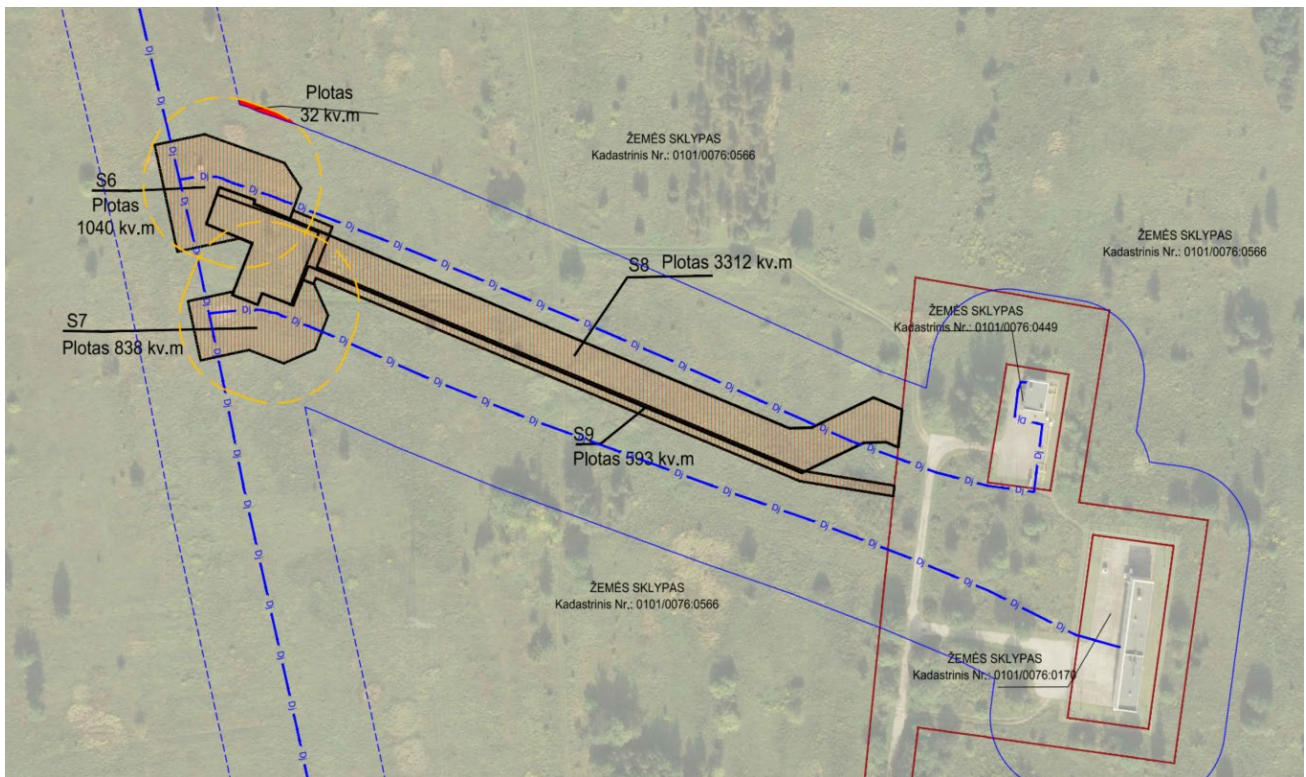 Plotas
32 kv.m
ŽEMĖS SKLYPAS
Kadastrinis Nr.: 0101/0076:0566
S6
Plotas
1040 kv.m
ŽEMĖS SKLYPAS
Kadastrinis Nr.: 0101/0076:0566
S8 Plotas 3312 kv.m
ŽEMĖS SKLYPAS
Kadastrinis Nr.: 0101/0076:0449
S7
Plotas 838 kv.m
S9
Plotas 593 kv.m
ŽEMĖS SKLYPAS
Kadastrinis Nr.: 0101/0076:0566
ŽEMĖS SKLYPAS
Kadastrinis Nr.: 0101/0076:0170